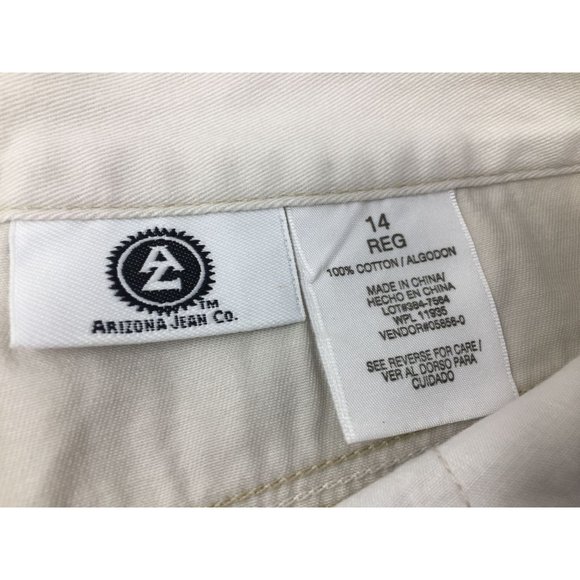 AZ
TM
ARIZONA JEAN CO.
14
REG
100% COTTON / ALGODON
MADE IN CHINA/
HECHO EN CHINA
LOT#394-7564
WPL 11935
VENDOR#05858-0
SEE REVERSE FOR CARE /
VER AL DORSO PARA
CUIDADO